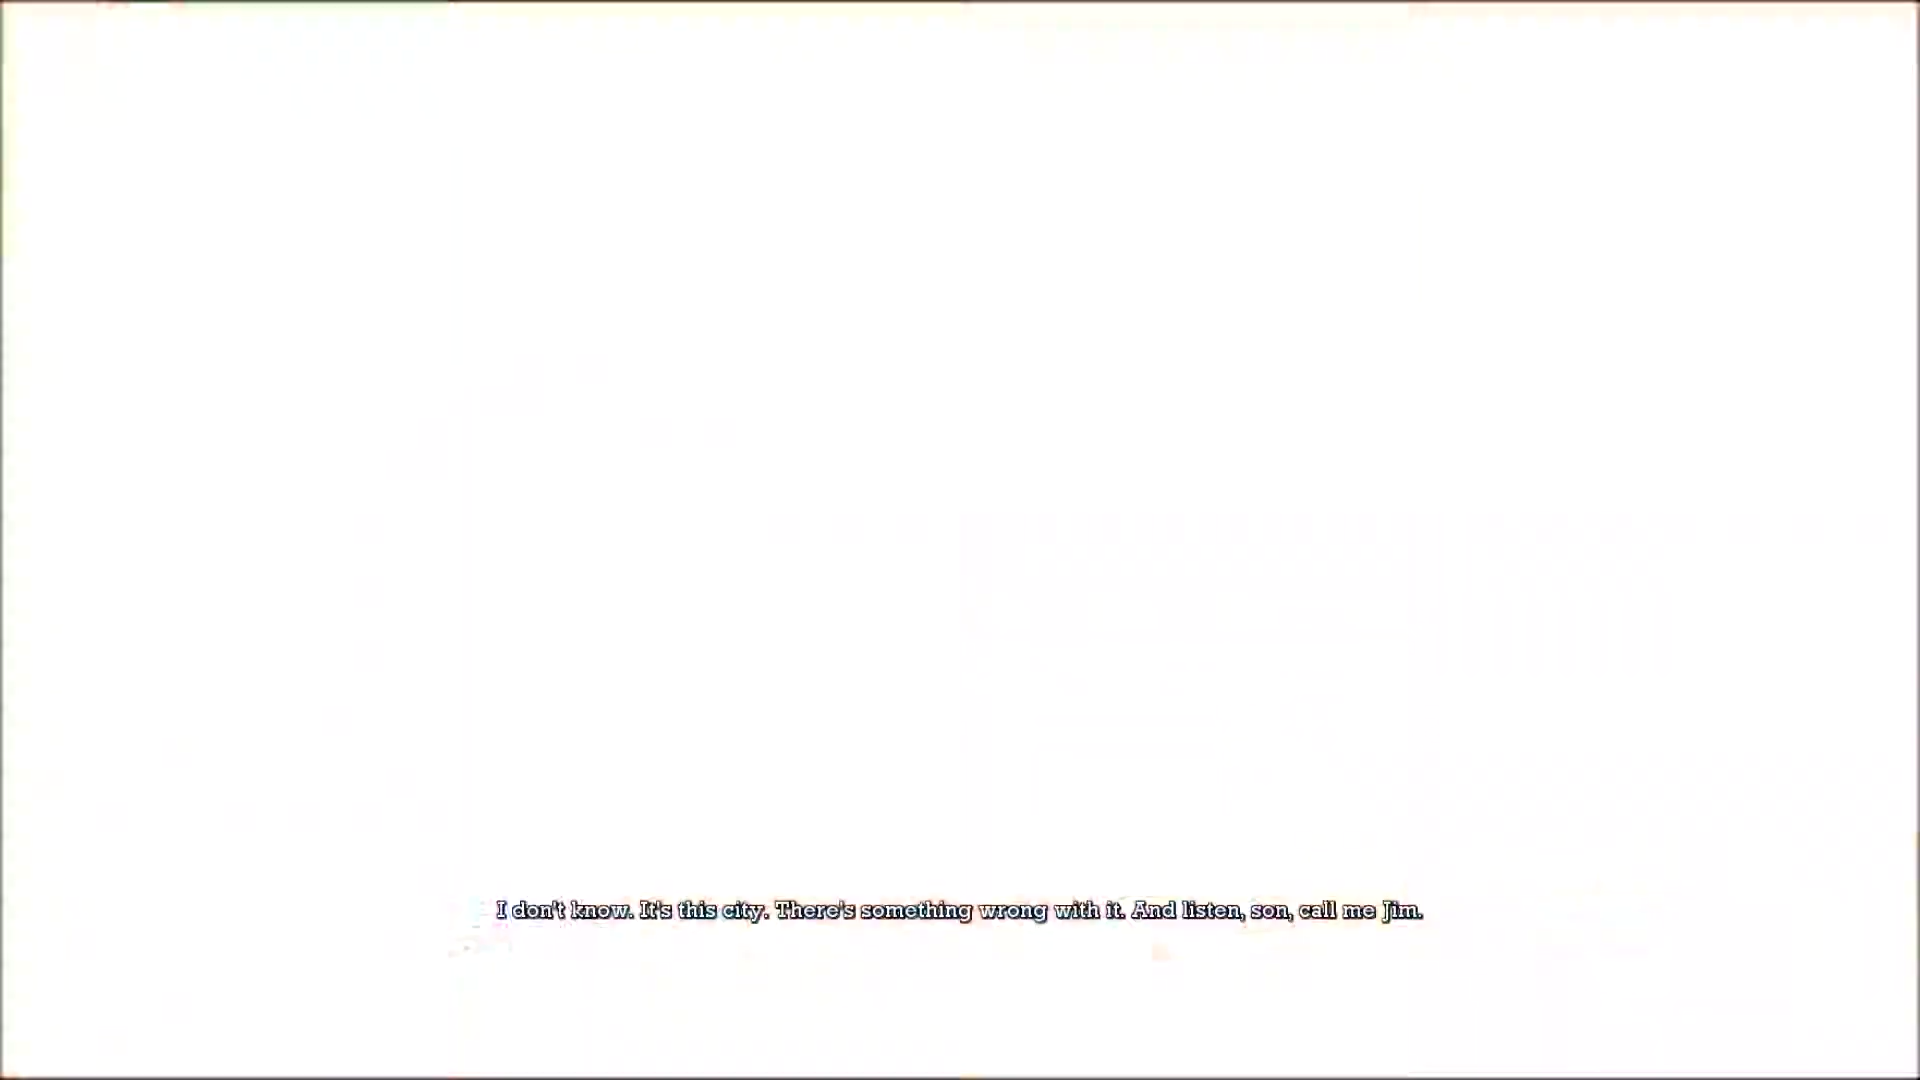 I don't know. It's this city. There's something wrong with it. And listen, son, call me Jim.